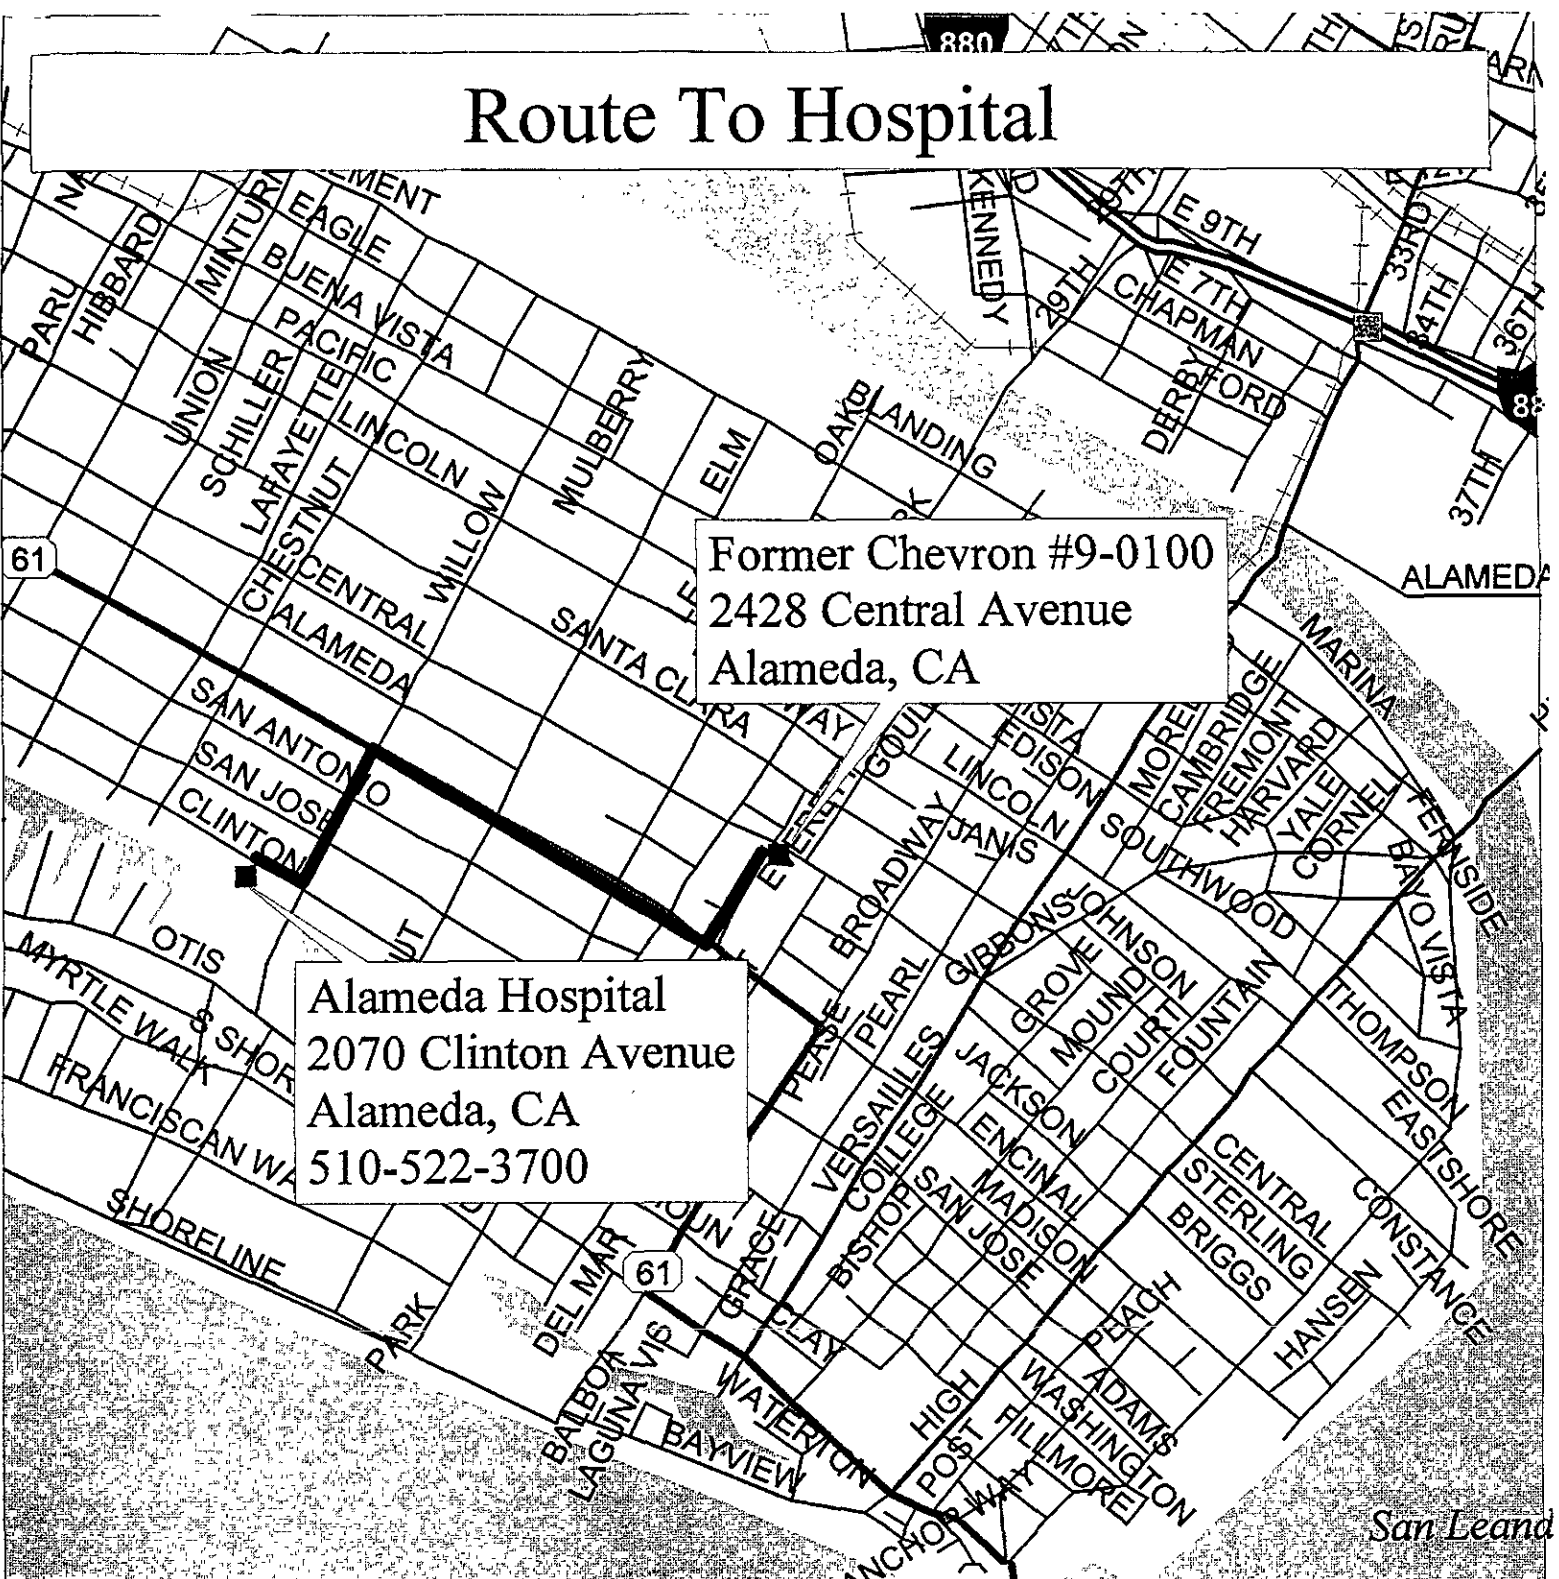 880
Route To Hospital
EAGLE
BUENA VISTA
PACIFIC
LINCOLN
PARU
HIBBARD
UNION
SCHILLER
LAFAYETTE
CHESTNUT
WILLOW
MULBERRY
ELM
OAK
LANDING
KENNEDY
29TH
E 9TH
E 7TH
CHAPMAN
FORD
DERBY
33RD
34TH
36TH
37TH
ALAMEDA
61
CENTRAL
ALAMEDA
SANTA CLARA
Former Chevron #9-0100
2428 Central Avenue
Alameda, CA
SAN ANTONIO
SAN JOSE
CLINTON
EDISON
LINCOLN
JANIS
BROADWAY
CAMBRIDGE
FREMONT
HARVARD
YALE
MARINA
FERNSIDE
BAYO VISTA
SOUTHWOOD
OTIS
MYRTLE WALK
SHORELINE
PARK
Alameda Hospital
2070 Clinton Avenue
Alameda, CA
510-522-3700
PEASE
PEARL
VERSAILLES
GIBBONS
JOHNSON
GROVE
MOUND
COURT
FOUNTAIN
THOMPSON
EASTSHORE
JACKSON
COLLEGE
ENCINAL
MADISON
SAN JOSE
BISHOP
CENTRAL
STERLING
BRIGGS
CONSTANCE
HANSEN
PEACH
ADAMS
WASHINGTON
FILLMORE
HIGH
POST
61
DEL MAR
GRACE
CLAY
WATERTON
BALBOA
BAYVIEW
San Leand